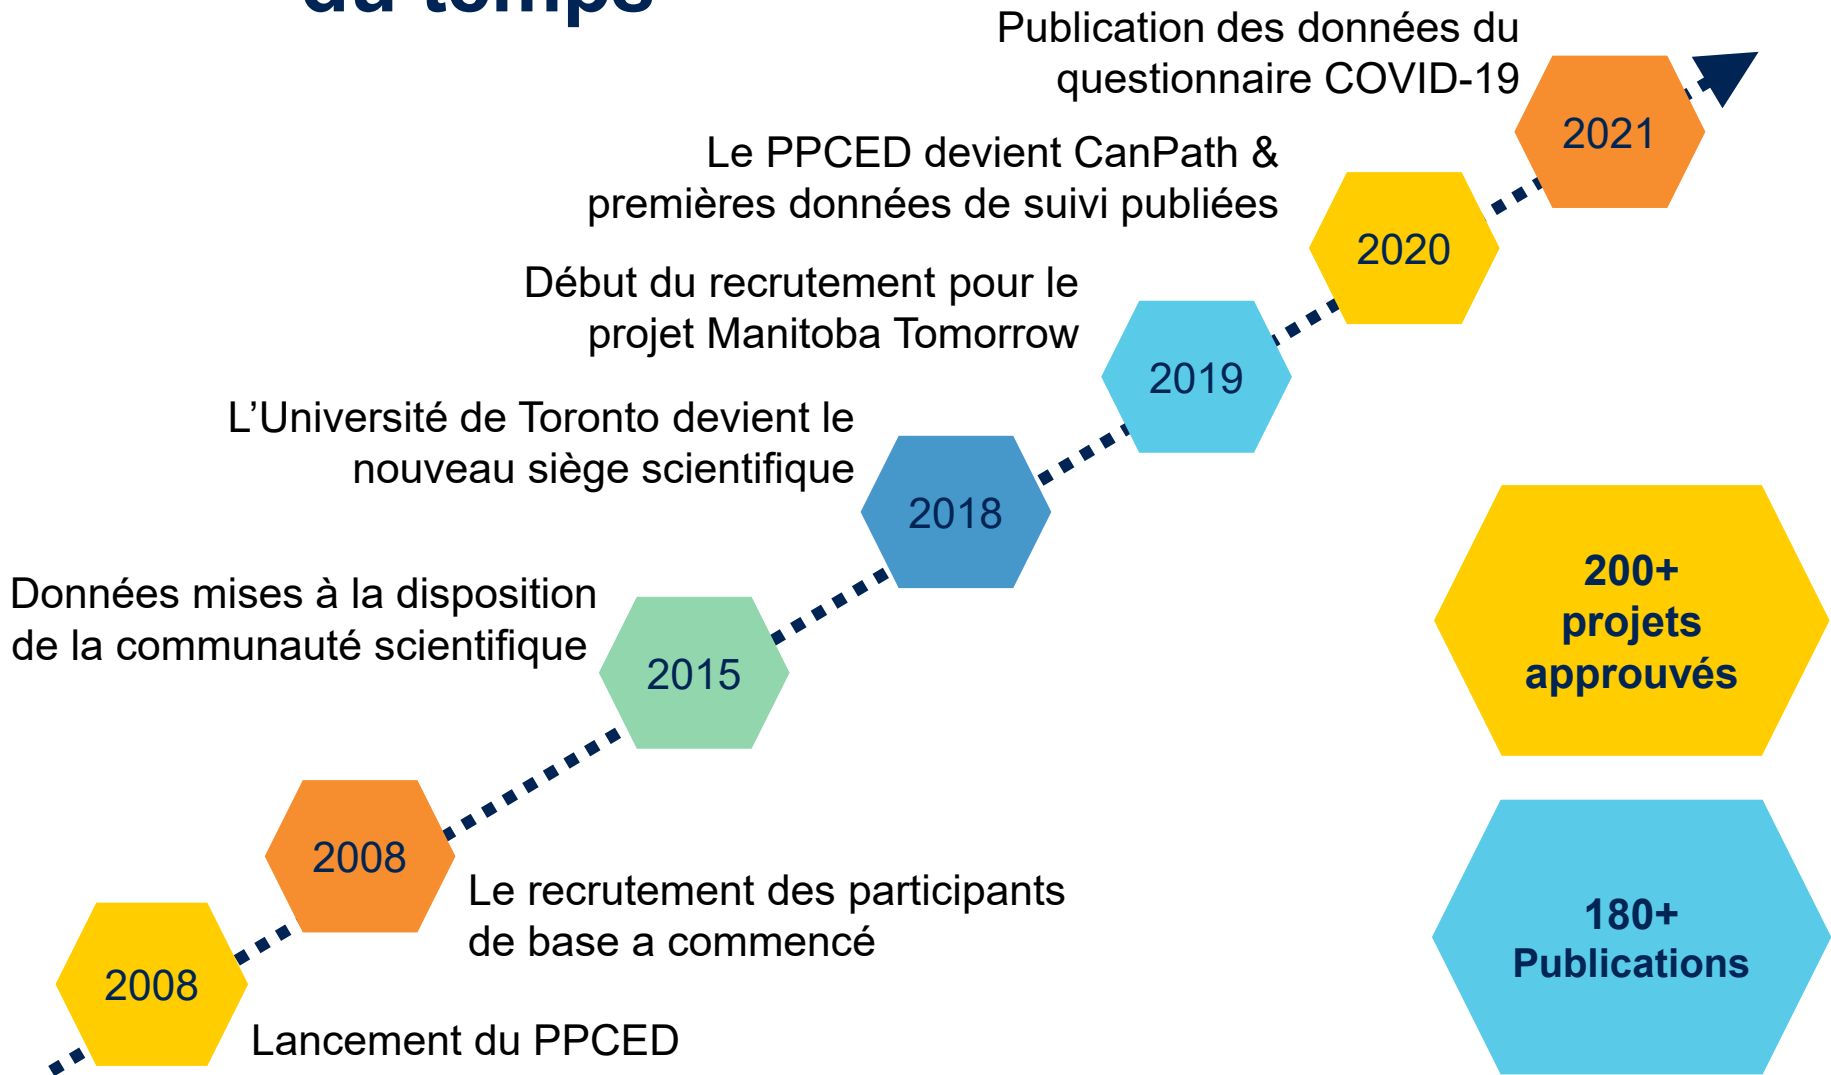 du temps
Publication des données du
questionnaire COVID-19
2021
Le PPCED devient CanPath &
premières données de suivi publiées
2020
Début du recrutement pour le
projet Manitoba Tomorrow
2019
L’Université de Toronto devient le
nouveau siège scientifique
2018
Données mises à la disposition
de la communauté scientifique
2015
2008
Le recrutement des participants
de base a commencé
2008
Lancement du PPCED
200+
projets
approuvés
180+
Publications